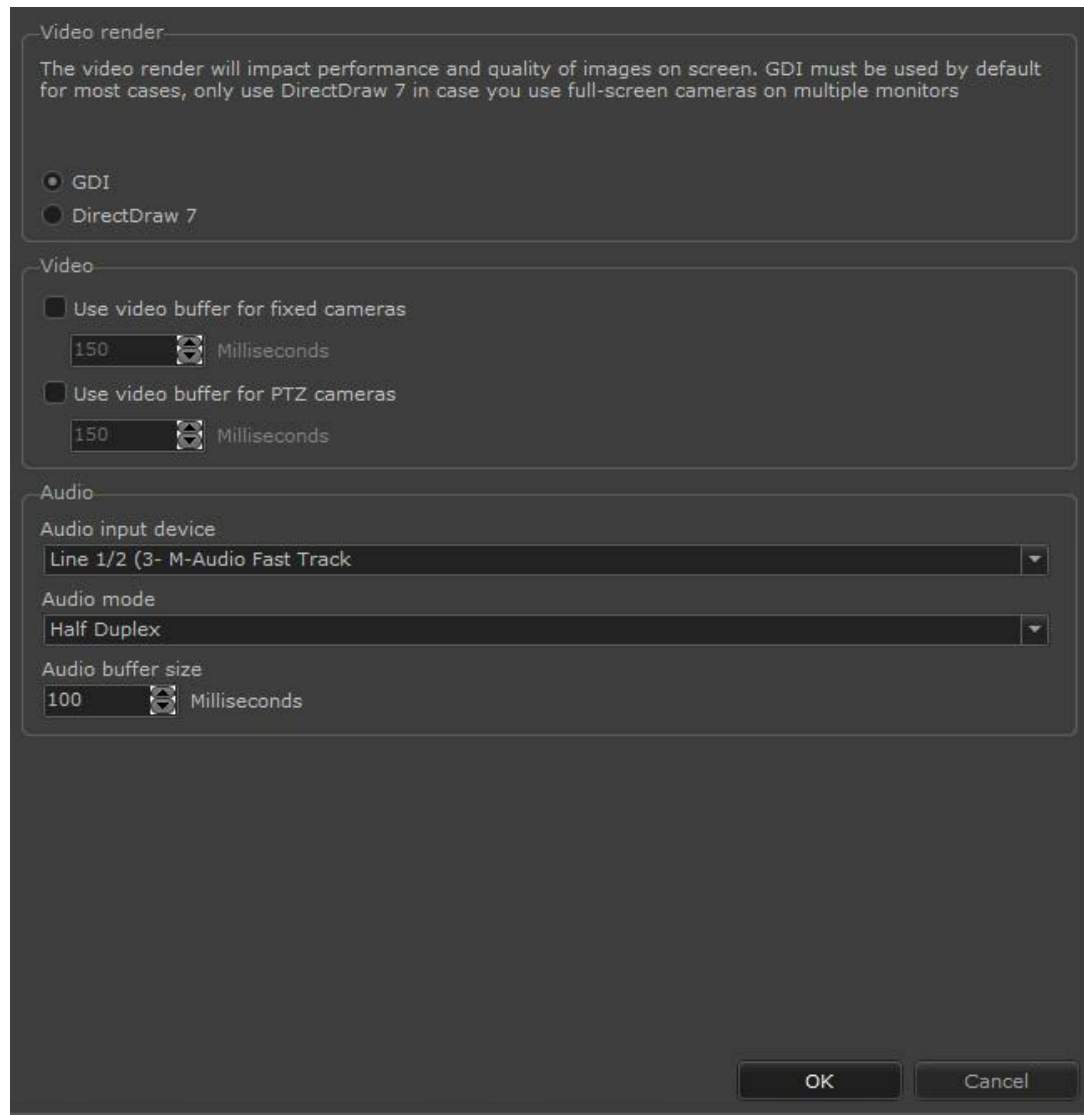 Video render
The video render will impact performance and quality of images on screen. GDI must be used by default
for most cases, only use DirectDraw 7 in case you use full-screen cameras on multiple monitors
GDI
DirectDraw 7
Video
Use video buffer for fixed cameras
150 Milliseconds
Use video buffer for PTZ cameras
150 Milliseconds
Audio
Audio input device
Line 1/2 (3- M-Audio Fast Track
Audio mode
Half Duplex
Audio buffer size
100 Milliseconds
OK Cancel